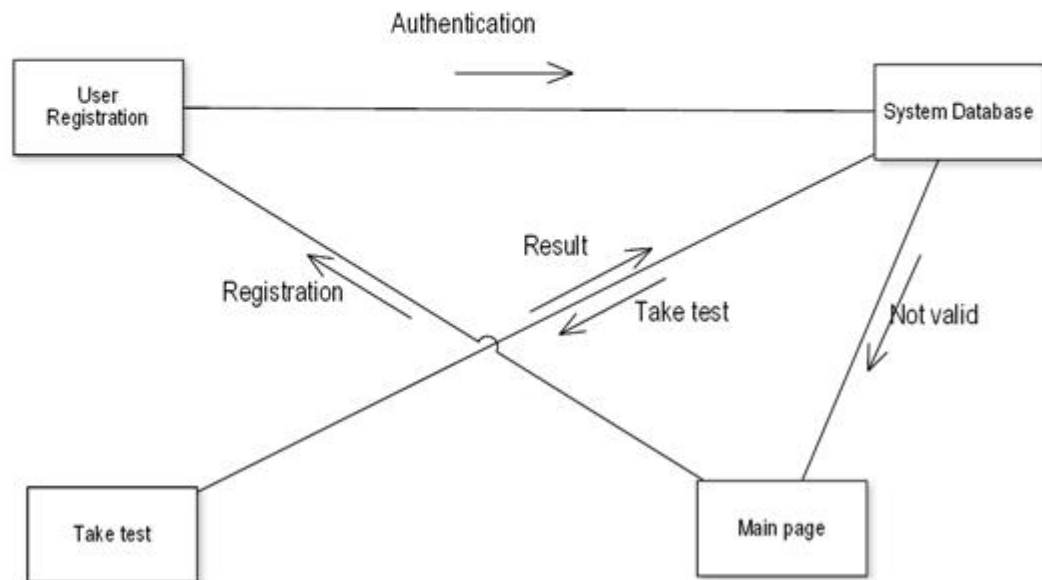 Authentication
User
Registration
System Database
Result
Registration
Take test
Not valid
Take test
Main page